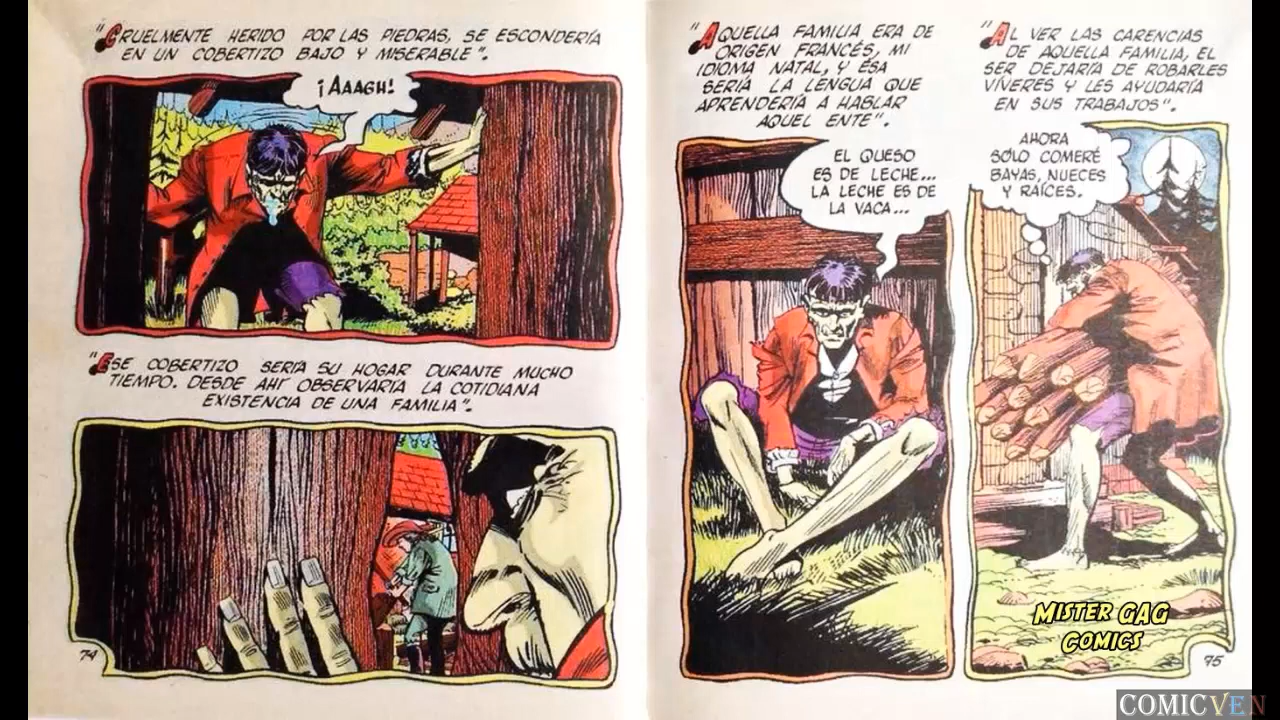 "CRUELMENTE HERIDO POR LAS PIEDRAS, SE ESCONDERÍA
EN UN COBERTIZO BAJO Y MISERABLE".
¡AAAGH!
"ESE COBERTIZO SERÍA SU HOGAR DURANTE MUCHO
TIEMPO. DESDE AHÍ OBSERVARÍA LA COTIDIANA
EXISTENCIA DE UNA FAMILIA".
74
"AQUELLA FAMILIA ERA DE
ORIGEN FRANCÉS, MI
IDIOMA NATAL, Y ÉSA
SERÍA LA LENGUA QUE
APRENDERÍA A HABLAR
AQUEL ENTE".
EL QUESO
ES DE LECHE...
LA LECHE ES DE
LA VACA...
"AL VER LAS CARENCIAS
DE AQUELLA FAMILIA, EL
SER DEJARÍA DE ROBARLES
VÍVERES Y LES AYUDARÍA
EN SUS TRABAJOS".
AHORA
SÓLO COMERÉ
BAYAS, NUECES
Y RAÍCES.
MISTER GAG
COMICS
75
COMICVEN